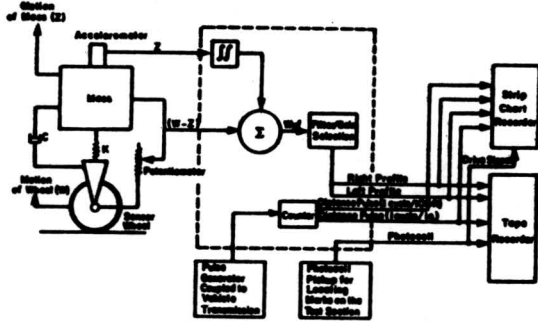 Motion
of Mass (Z)
Accelerometer
Z
∬
Mass
(W-Z)
C
K
Potentiometer
Motion
of Wheel (W)
Sensor
Wheel
Σ
Filter/Gain
Selection
Right Profile
Left Profile
Counter
Photocell
Drive Signal
Strip
Chart
Recorder
Tape
Recorder
Pulse
Generator
Coupled to
Vehicle
Transmission
Photocell
Pickup for
Locating
Marks on the
Test Section